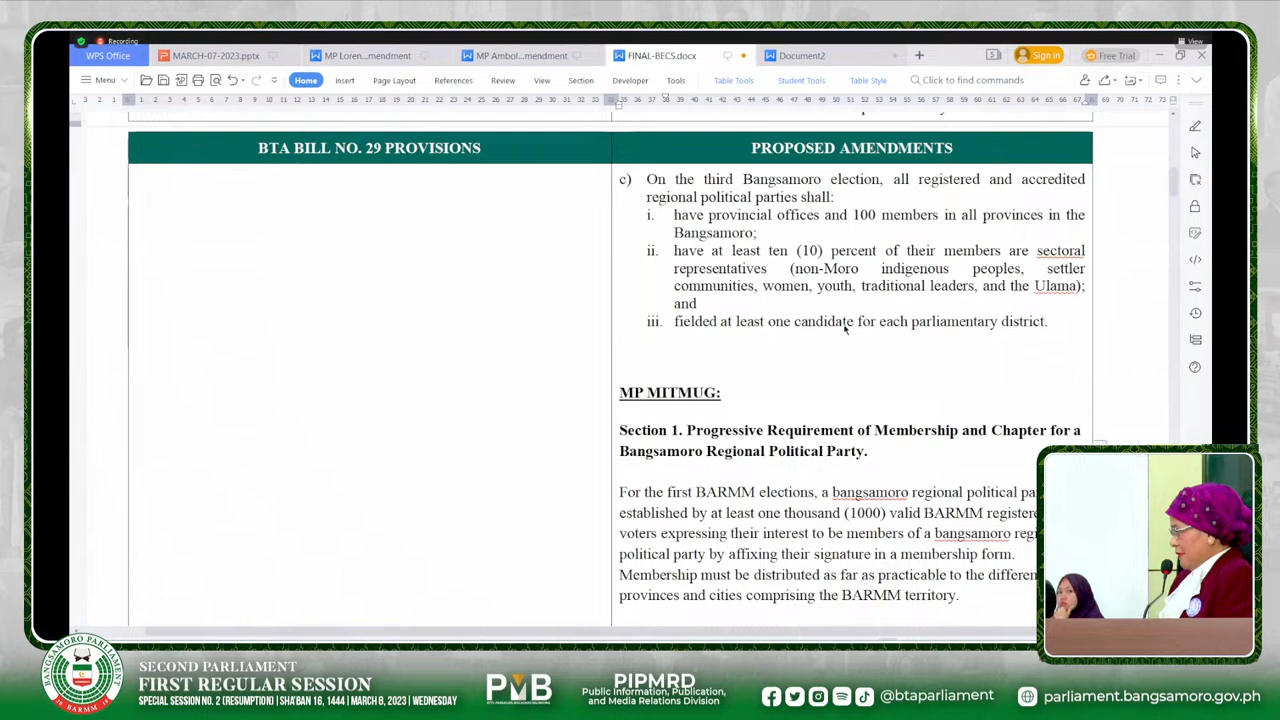 Recording
View
WPS Office
MARCH-07-2023.pptx
MP Loren...mendment
MP Ambol...mendment
FINAL-BECS.docx
Document2
Sign in
Free Trial
Menu
Home
Insert
Page Layout
References
Review
View
Section
Developer
Tools
Table Tools
Student Tools
Table Style
Click to find commands
BTA BILL NO. 29 PROVISIONS
PROPOSED AMENDMENTS
c) On the third Bangsamoro election, all registered and accredited
regional political parties shall:
i. have provincial offices and 100 members in all provinces in the
Bangsamoro;
ii. have at least ten (10) percent of their members are sectoral
representatives (non-Moro indigenous peoples, settler
communities, women, youth, traditional leaders, and the Ulama);
and
iii. fielded at least one candidate for each parliamentary district.
MP MITMUG:
Section 1. Progressive Requirement of Membership and Chapter for a
Bangsamoro Regional Political Party.
For the first BARMM elections, a bangsamoro regional political pa
established by at least one thousand (1000) valid BARMM registere
voters expressing their interest to be members of a bangsamoro regi
political party by affixing their signature in a membership form.
Membership must be distributed as far as practicable to the differen
provinces and cities comprising the BARMM territory.
BANGSAMORO PARLIAMENT
BARMM
SECOND PARLIAMENT
FIRST REGULAR SESSION
SPECIAL SESSION NO. 2 (RESUMPTION) | SHA'BAN 16, 1444 | MARCH 8, 2023 | WEDNESDAY
PMB
PIPMRD
Public Information, Publication,
and Media Relations Division
@btaparliament
parliament.bangsamoro.gov.ph